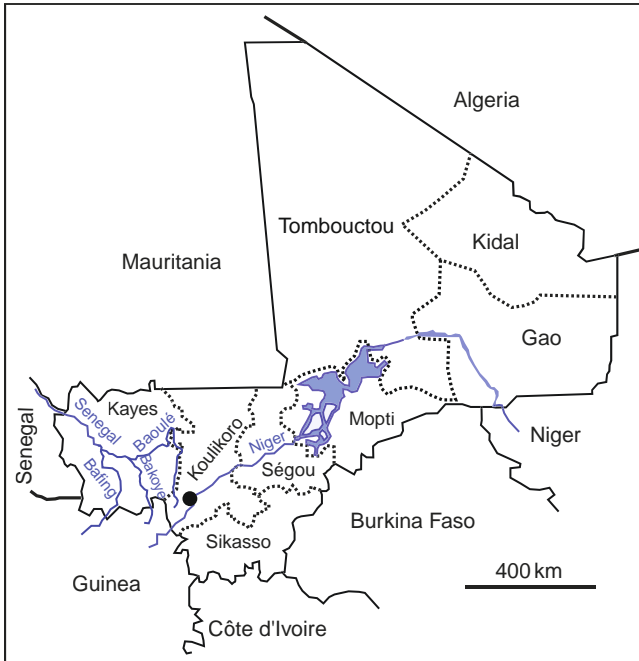 Algeria
Tombouctou
Kidal
Mauritania
Gao
Kayes
Senegal
Senegal
Baoulé
Koulikoro
Niger
Mopti
Niger
Bafing
Bakoye
Ségou
Burkina Faso
Sikasso
Guinea
400 km
Côte d'Ivoire